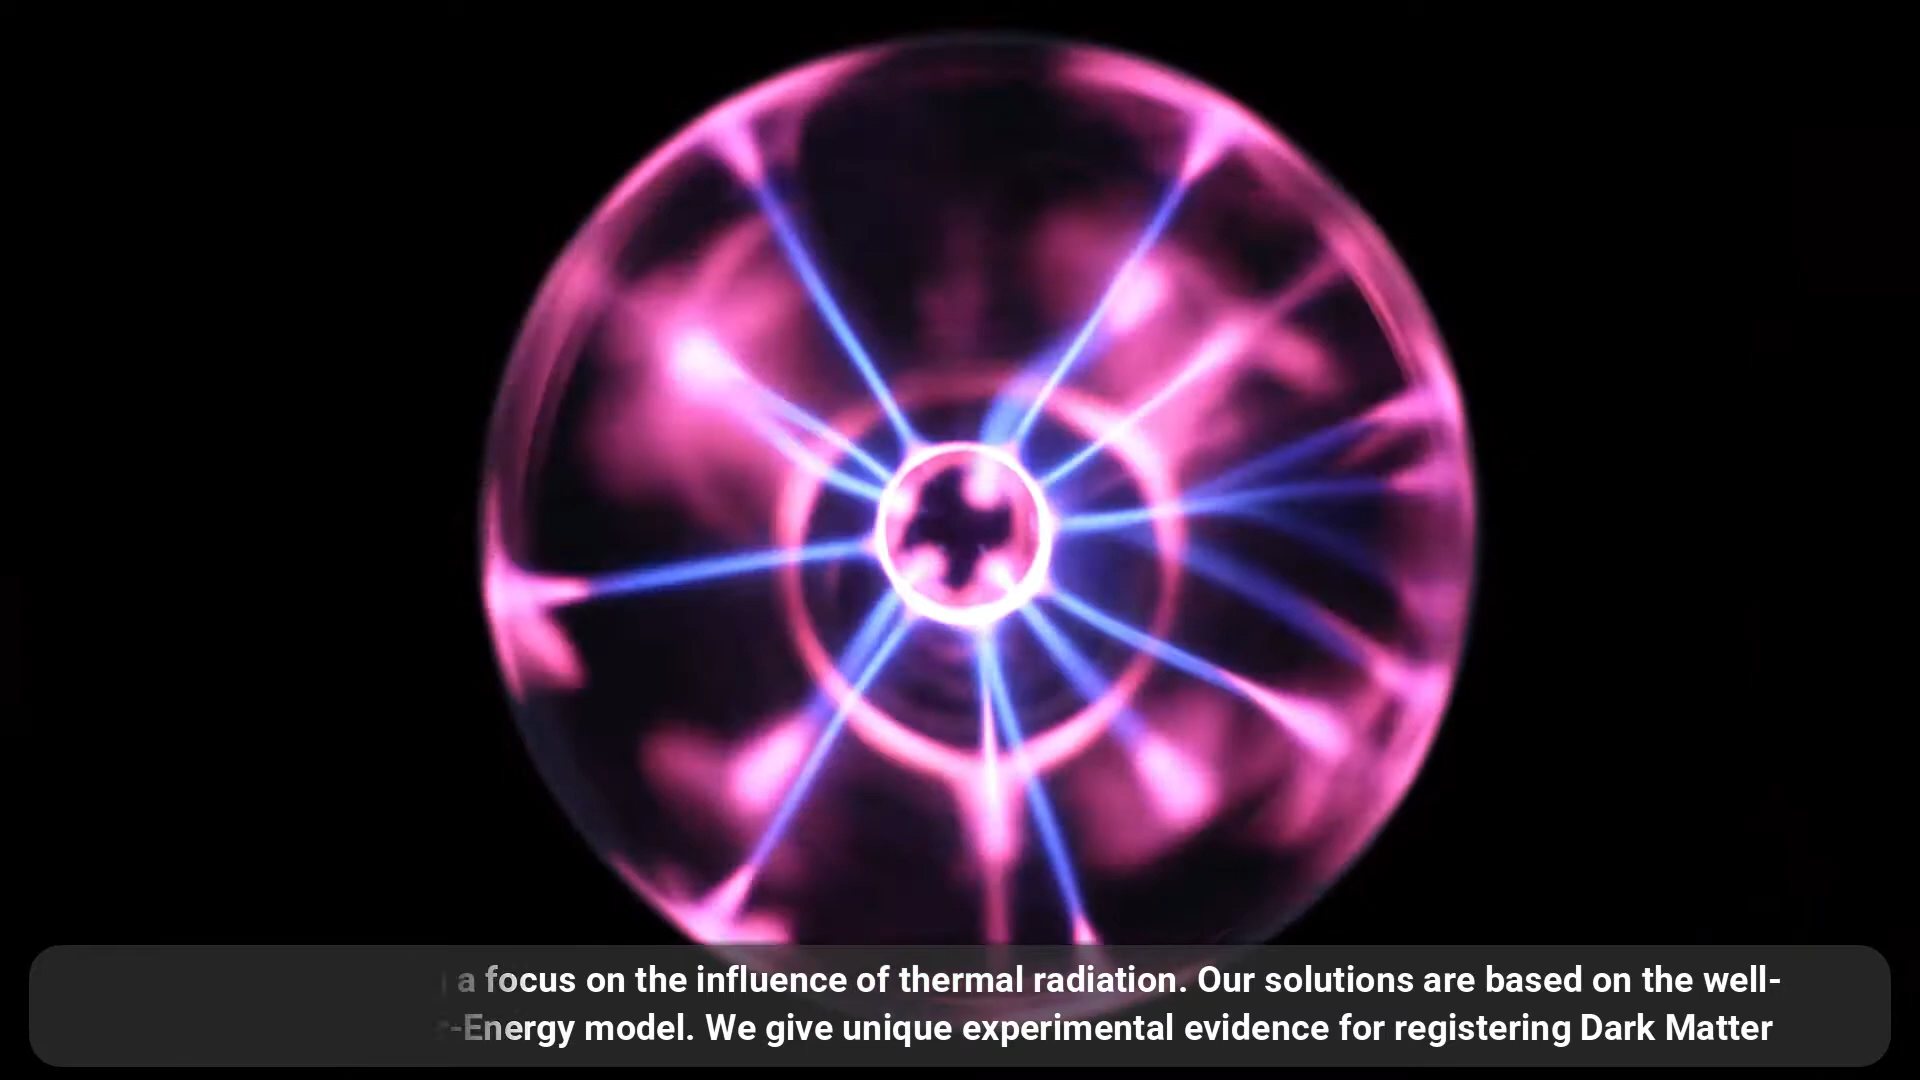 a focus on the influence of thermal radiation. Our solutions are based on the well-
-Energy model. We give unique experimental evidence for registering Dark Matter